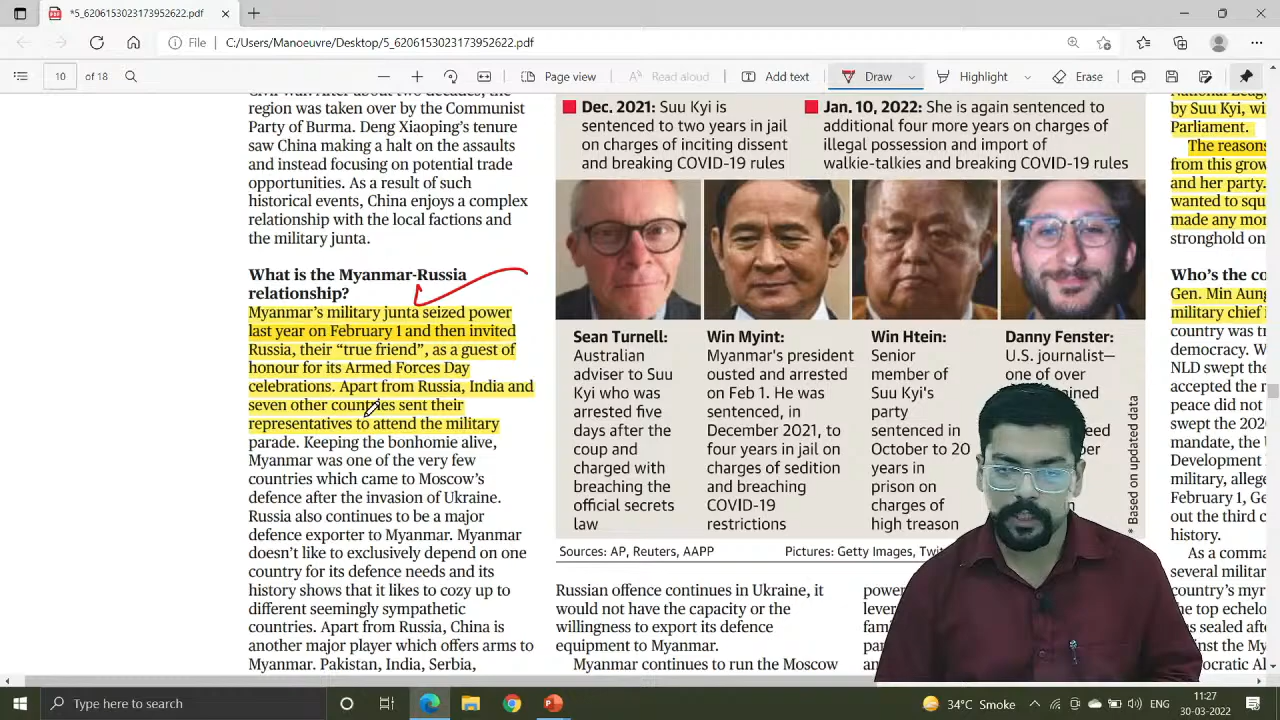 *5_6206153023173952622.pdf
File
C:/Users/Manoeuvre/Desktop/5_6206153023173952622.pdf
10 of 18
Page view
Read aloud
Add text
Draw
Highlight
Erase
region was taken over by the Communist
Party of Burma. Deng Xiaoping's tenure
saw China making a halt on the assaults
and instead focusing on potential trade
opportunities. As a result of such
historical events, China enjoys a complex
relationship with the local factions and
the military junta.
What is the Myanmar-Russia
relationship?
Myanmar's military junta seized power
last year on February 1 and then invited
Russia, their “true friend”, as a guest of
honour for its Armed Forces Day
celebrations. Apart from Russia, India and
seven other countries sent their
representatives to attend the military
parade. Keeping the bonhomie alive,
Myanmar was one of the very few
countries which came to Moscow's
defence after the invasion of Ukraine.
Russia also continues to be a major
defence exporter to Myanmar. Myanmar
doesn't like to exclusively depend on one
country for its defence needs and its
history shows that it likes to cozy up to
different seemingly sympathetic
countries. Apart from Russia, China is
another major player which offers arms to
Myanmar. Pakistan, India, Serbia,
Dec. 2021: Suu Kyi is
sentenced to two years in jail
on charges of inciting dissent
and breaking COVID-19 rules
Jan. 10, 2022: She is again sentenced to
additional four more years on charges of
illegal possession and import of
walkie-talkies and breaking COVID-19 rules
Sean Turnell:
Australian
adviser to Suu
Kyi who was
arrested five
days after the
coup and
charged with
breaching the
official secrets
law
Win Myint:
Myanmar's president
ousted and arrested
on Feb 1. He was
sentenced, in
December 2021, to
four years in jail on
charges of sedition
and breaching
COVID-19
restrictions
Win Htein:
Senior
member of
Suu Kyi's
party
sentenced in
October to 20
years in
prison on
charges of
high treason
Danny Fenster:
U.S. journalist—
one of over
* Based on updated data
Sources: AP, Reuters, AAPP
Pictures: Getty Images,
Russian offence continues in Ukraine, it
would not have the capacity or the
willingness to export its defence
equipment to Myanmar.
Myanmar continues to run the Moscow
by Suu Kyi,
Parliament.
The reasons
from this
and her party.
wanted to
made any
stronghold on
Who's the
Gen. Min Aung
military chief
country was
democracy.
NLD swept the
accepted the
peace did not
swept the
mandate, the
Development
military,
February 1,
out the third
history.
As a
several
Type here to search
34°C Smoke
11:27
30-03-2022